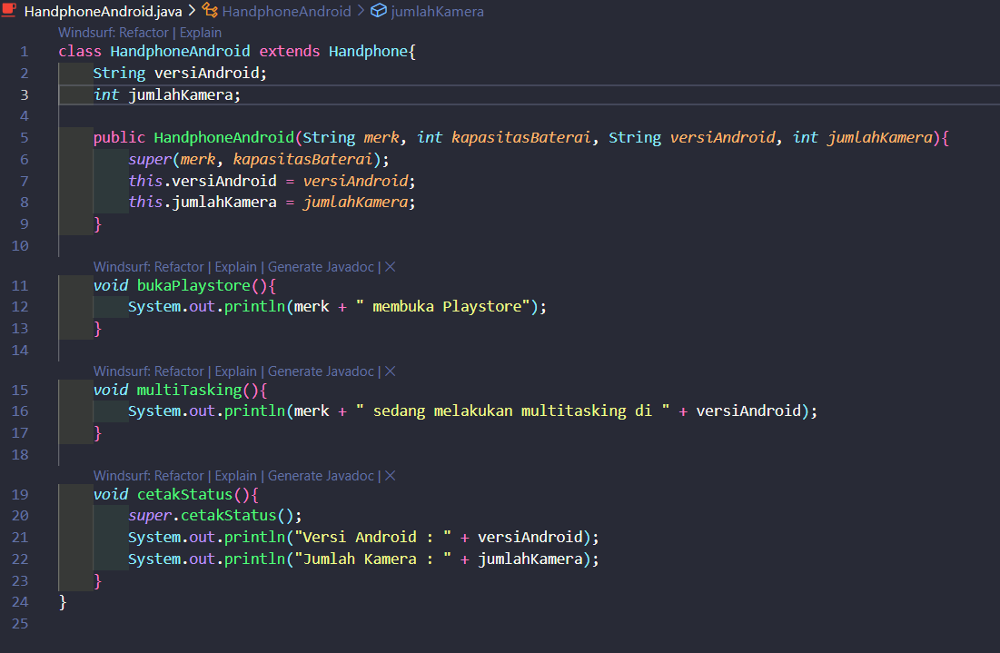 HandphoneAndroid.java > HandphoneAndroid > jumlahKamera
Windsurf: Refactor | Explain
1 class HandphoneAndroid extends Handphone{
2     String versiAndroid;
3     int jumlahKamera;
4
5     public HandphoneAndroid(String merk, int kapasitasBaterai, String versiAndroid, int jumlahKamera){
6         super(merk, kapasitasBaterai);
7         this.versiAndroid = versiAndroid;
8         this.jumlahKamera = jumlahKamera;
9     }
10
Windsurf: Refactor | Explain | Generate Javadoc | ×
11     void bukaPlaystore(){
12         System.out.println(merk + " membuka Playstore");
13     }
14
Windsurf: Refactor | Explain | Generate Javadoc | ×
15     void multiTasking(){
16         System.out.println(merk + " sedang melakukan multitasking di " + versiAndroid);
17     }
18
Windsurf: Refactor | Explain | Generate Javadoc | ×
19     void cetakStatus(){
20         super.cetakStatus();
21         System.out.println("Versi Android : " + versiAndroid);
22         System.out.println("Jumlah Kamera : " + jumlahKamera);
23     }
24 }
25